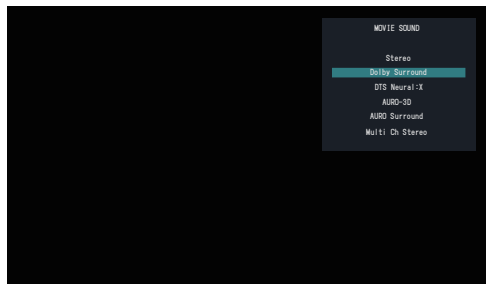 MOVIE SOUND
Stereo
Dolby Surround
DTS Neural:X
AURO-3D
AURO Surround
Multi Ch Stereo